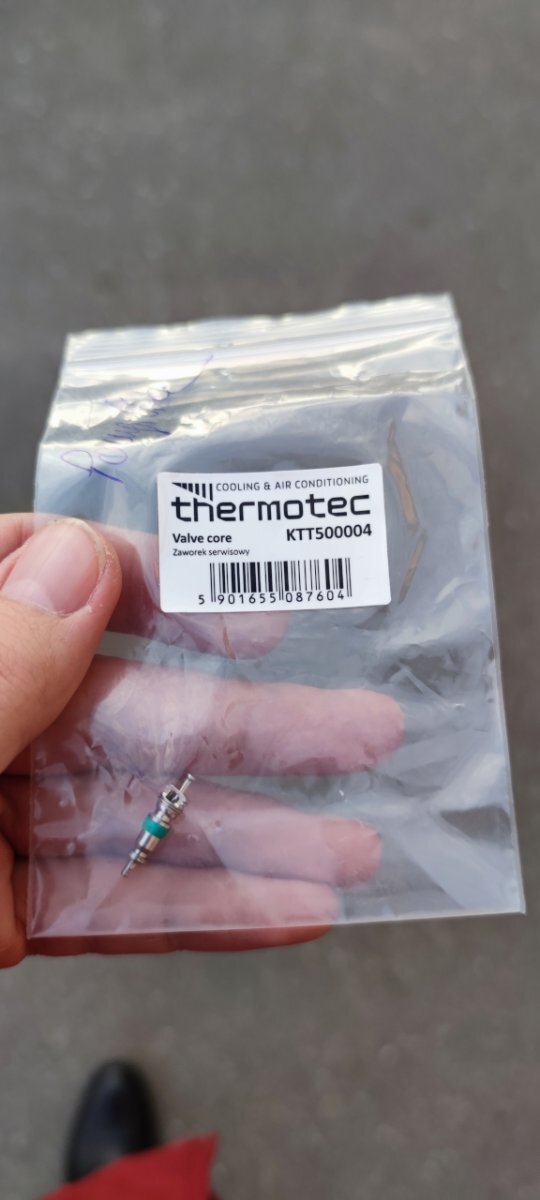 COOLING & AIR CONDITIONING
thermotec
Valve core KTT500004
Zaworek serwisowy
5 901655 087604